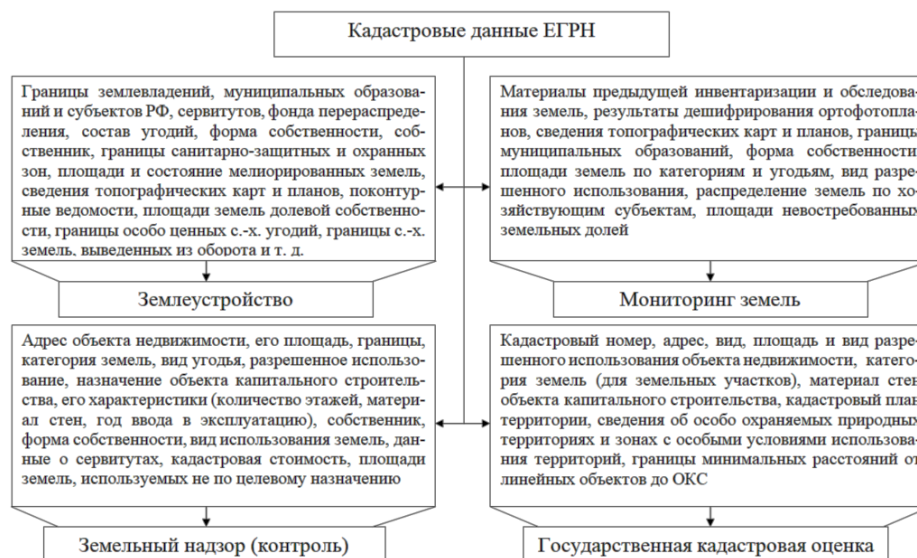 Кадастровые данные ЕГРН
Границы землевладений, муниципальных образова-
ний и субъектов РФ, сервитутов, фонда перераспреде-
ления, состав угодий, форма собственности, соб-
ственник, границы санитарно-защитных и охранных
зон, площади и состояние мелиорированных земель,
сведения топографических карт и планов, поконтур-
ные ведомости, площади земель долевой собственно-
сти, границы особо ценных с.-х. угодий, границы с.-х.
земель, выведенных из оборота и т. д.
Землеустройство
Материалы предыдущей инвентаризации и обследова-
ния земель, результаты дешифрирования ортофотопла-
нов, сведения топографических карт и планов, границы
муниципальных образований, форма собственности,
площади земель по категориям и угодьям, вид разре-
шенного использования, распределение земель по хо-
зяйствующим субъектам, площади невостребованных
земельных долей
Мониторинг земель
Адрес объекта недвижимости, его площадь, границы,
категория земель, вид угодья, разрешенное использо-
вание, назначение объекта капитального строитель-
ства, его характеристики (количество этажей, матери-
ал стен, год ввода в эксплуатацию), собственник,
форма собственности, вид использования земель, дан-
ные о сервитутах, кадастровая стоимость, площади
земель, используемых не по целевому назначению
Земельный надзор (контроль)
Кадастровый номер, адрес, вид, площадь и вид разре-
шенного использования объекта недвижимости, катего-
рия земель (для земельных участков), материал стен
объекта капитального строительства, кадастровый план
территории, сведения об особо охраняемых природных
территориях и зонах с особыми условиями использова-
ния территорий, границы минимальных расстояний от
линейных объектов до ОКС
Государственная кадастровая оценка